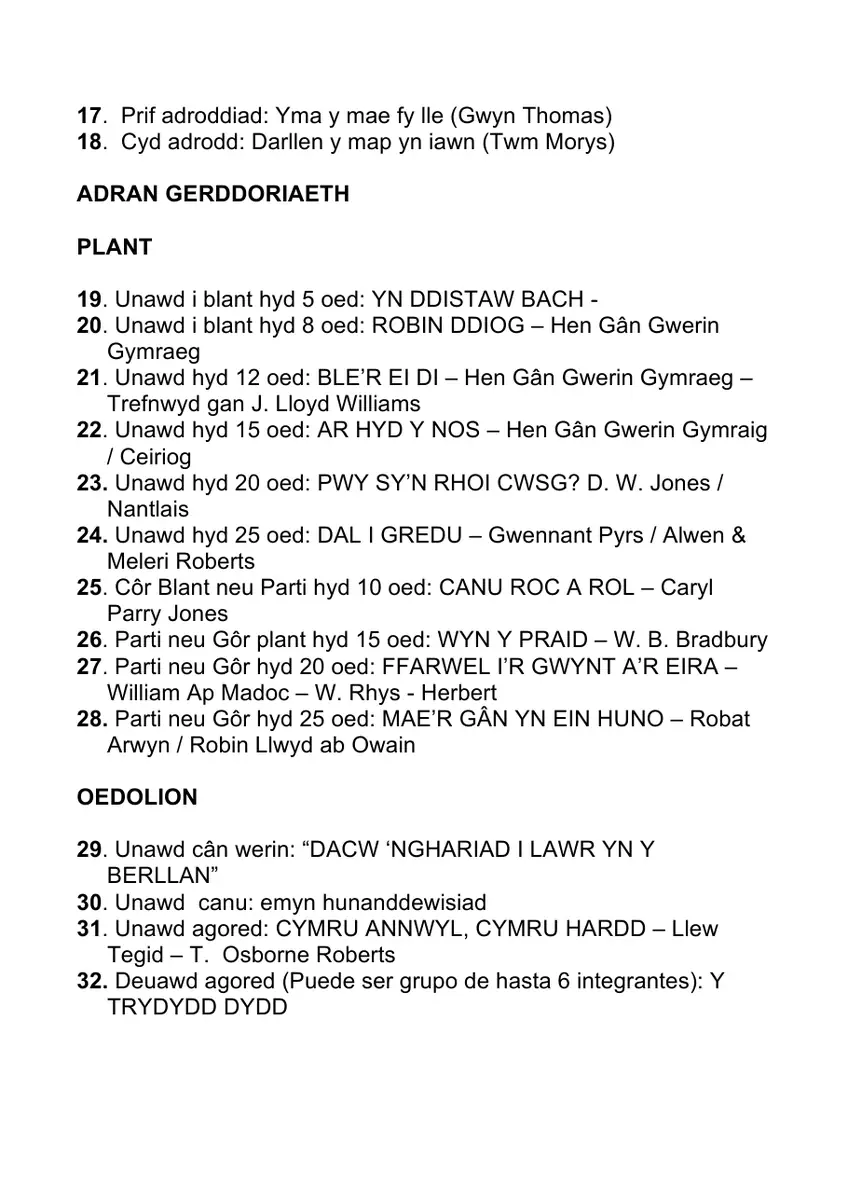 17.  Prif adroddiad: Yma y mae fy lle (Gwyn Thomas)
18.  Cyd adrodd: Darllen y map yn iawn (Twm Morys)
ADRAN GERDDORIAETH
PLANT
19. Unawd i blant hyd 5 oed: YN DDISTAW BACH -
20. Unawd i blant hyd 8 oed: ROBIN DDIOG – Hen Gân Gwerin
Gymraeg
21. Unawd hyd 12 oed: BLE’R EI DI – Hen Gân Gwerin Gymraeg –
Trefnwyd gan J. Lloyd Williams
22. Unawd hyd 15 oed: AR HYD Y NOS – Hen Gân Gwerin Gymraig
/ Ceiriog
23. Unawd hyd 20 oed: PWY SY’N RHOI CWSG? D. W. Jones /
Nantlais
24. Unawd hyd 25 oed: DAL I GREDU – Gwennant Pyrs / Alwen &
Meleri Roberts
25. Côr Blant neu Parti hyd 10 oed: CANU ROC A ROL – Caryl
Parry Jones
26. Parti neu Gôr plant hyd 15 oed: WYN Y PRAID – W. B. Bradbury
27. Parti neu Gôr hyd 20 oed: FFARWEL I’R GWYNT A’R EIRA –
William Ap Madoc – W. Rhys - Herbert
28. Parti neu Gôr hyd 25 oed: MAE’R GÂN YN EIN HUNO – Robat
Arwyn / Robin Llwyd ab Owain
OEDOLION
29. Unawd cân werin: “DACW ‘NGHARIAD I LAWR YN Y
BERLLAN”
30. Unawd  canu: emyn hunanddewisiad
31. Unawd agored: CYMRU ANNWYL, CYMRU HARDD – Llew
Tegid – T.  Osborne Roberts
32. Deuawd agored (Puede ser grupo de hasta 6 integrantes): Y
TRYDYDD DYDD